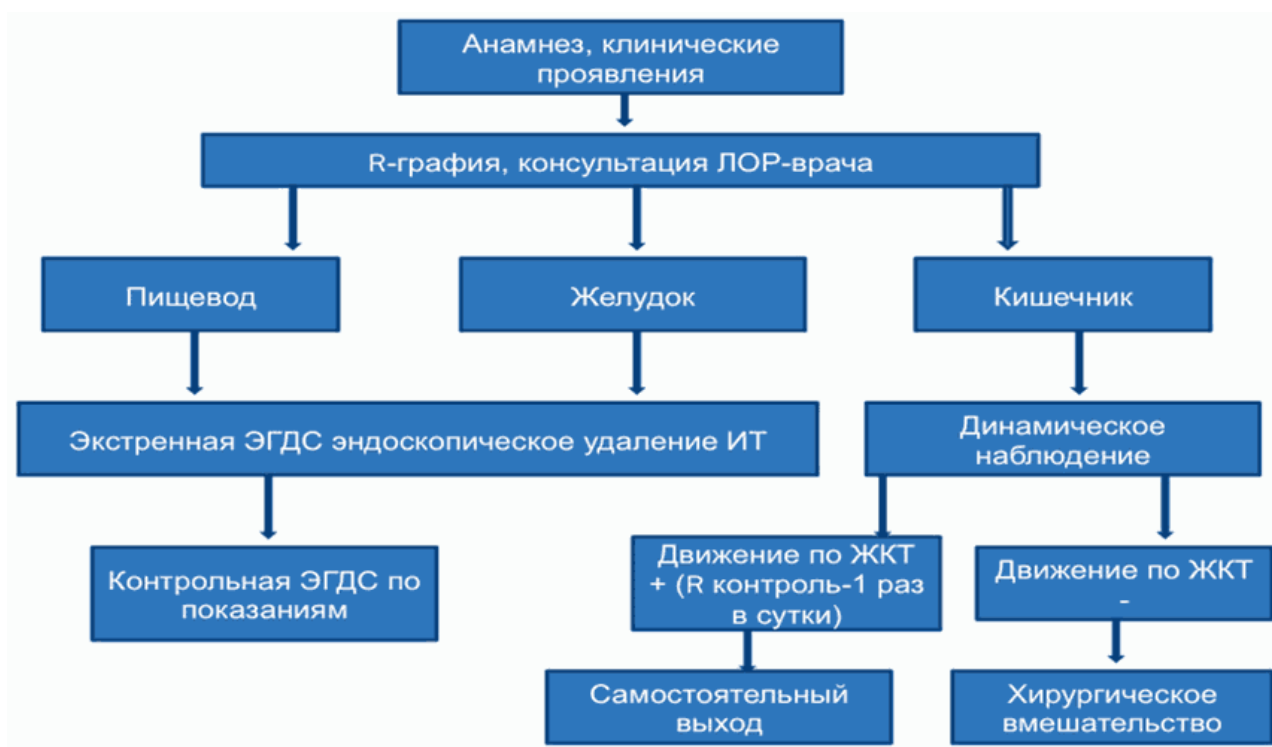 Анамнез, клинические
проявления
R-графия, консультация ЛОР-врача
Пищевод
Желудок
Кишечник
Экстренная ЭГДС эндоскопическое удаление ИТ
Динамическое
наблюдение
Контрольная ЭГДС по
показаниям
Движение по ЖКТ
+ (R контроль-1 раз
в сутки)
Движение по ЖКТ
-
Самостоятельный
выход
Хирургическое
вмешательство